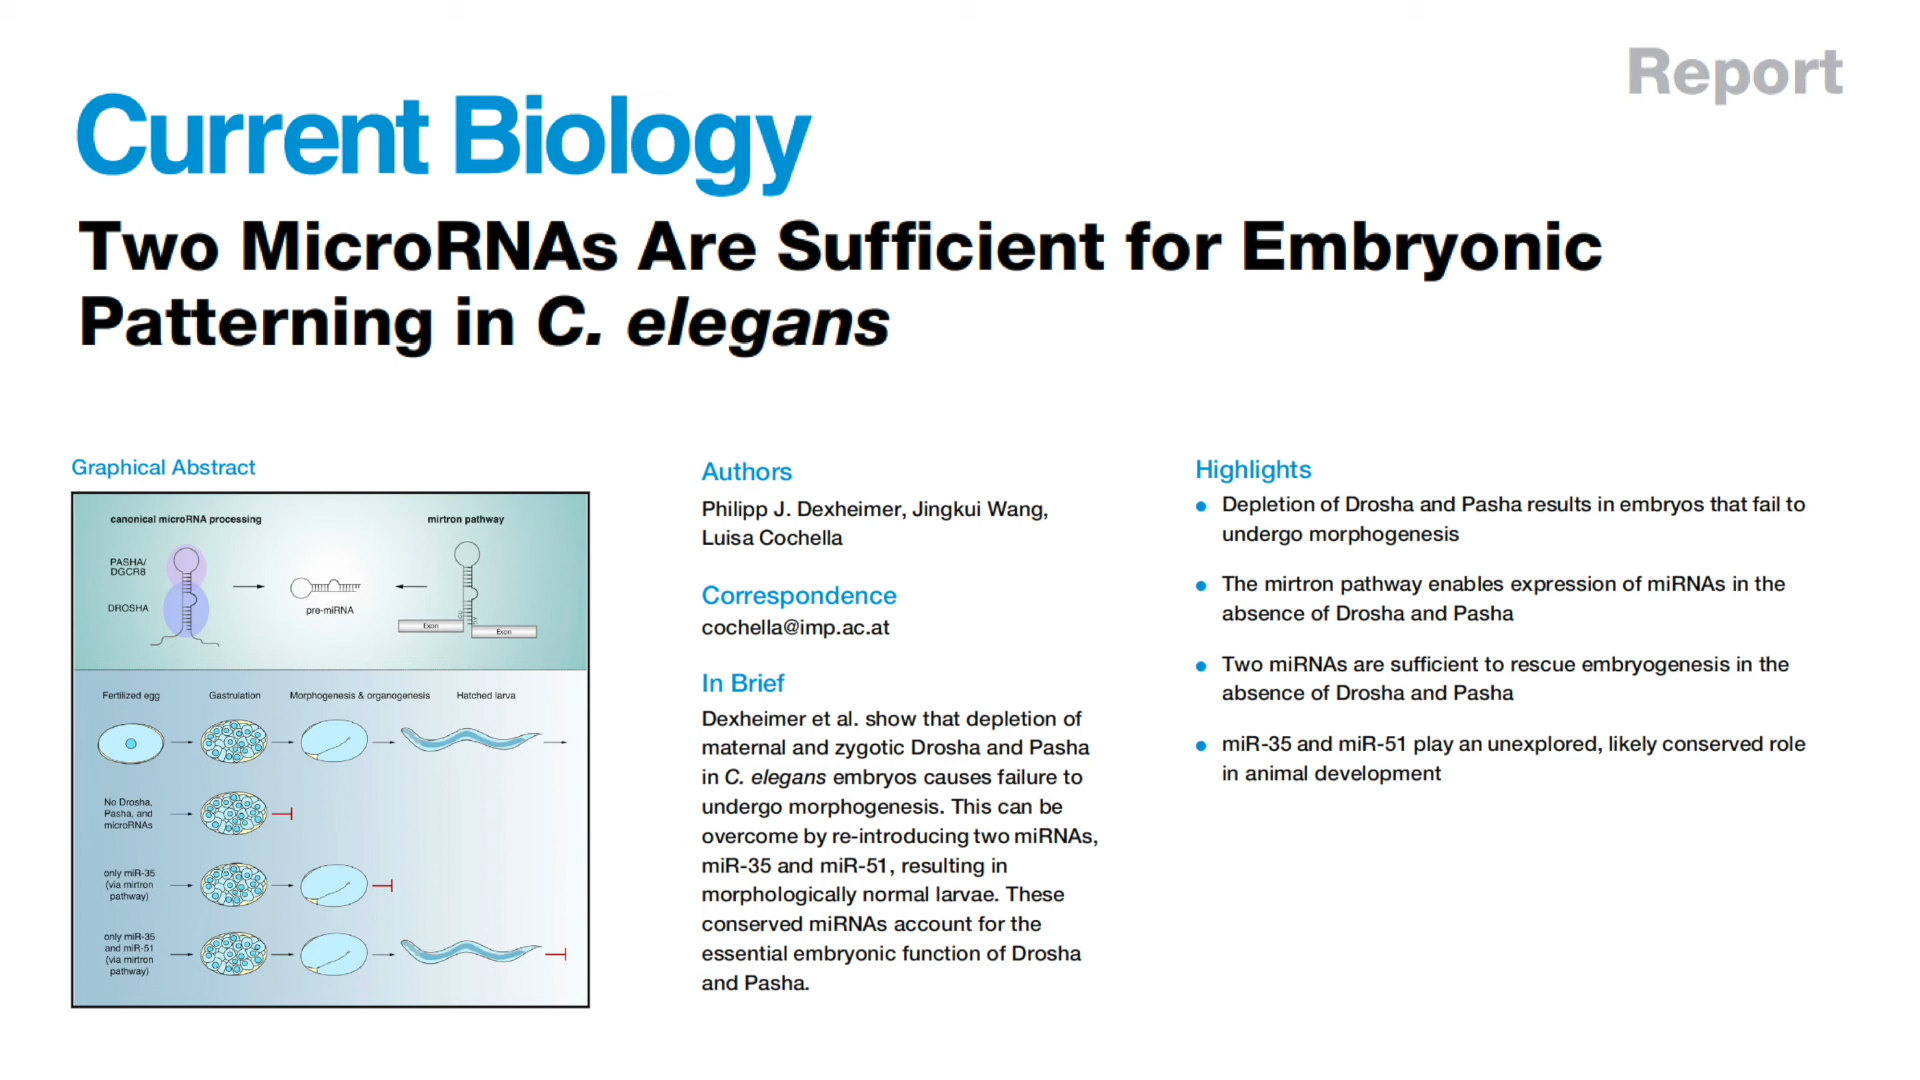 Report
Current Biology
Two MicroRNAs Are Sufficient for Embryonic
Patterning in C. elegans
Graphical Abstract
canonical microRNA processing
mirtron pathway
PASHA/
DGCR8
DROSHA
pre-miRNA
Exon
Exon
Fertilized egg
Gastrulation
Morphogenesis & organogenesis
Hatched larva
No Drosha,
Pasha, and
microRNAs
only miR-35
(via mirtron
pathway)
only miR-35
and miR-51
(via mirtron
pathway)
Authors
Philipp J. Dexheimer, Jingkui Wang,
Luisa Cochella
Correspondence
cochella@imp.ac.at
In Brief
Dexheimer et al. show that depletion of
maternal and zygotic Drosha and Pasha
in C. elegans embryos causes failure to
undergo morphogenesis. This can be
overcome by re-introducing two miRNAs,
miR-35 and miR-51, resulting in
morphologically normal larvae. These
conserved miRNAs account for the
essential embryonic function of Drosha
and Pasha.
Highlights
● Depletion of Drosha and Pasha results in embryos that fail to
undergo morphogenesis
● The mirtron pathway enables expression of miRNAs in the
absence of Drosha and Pasha
● Two miRNAs are sufficient to rescue embryogenesis in the
absence of Drosha and Pasha
● miR-35 and miR-51 play an unexplored, likely conserved role
in animal development